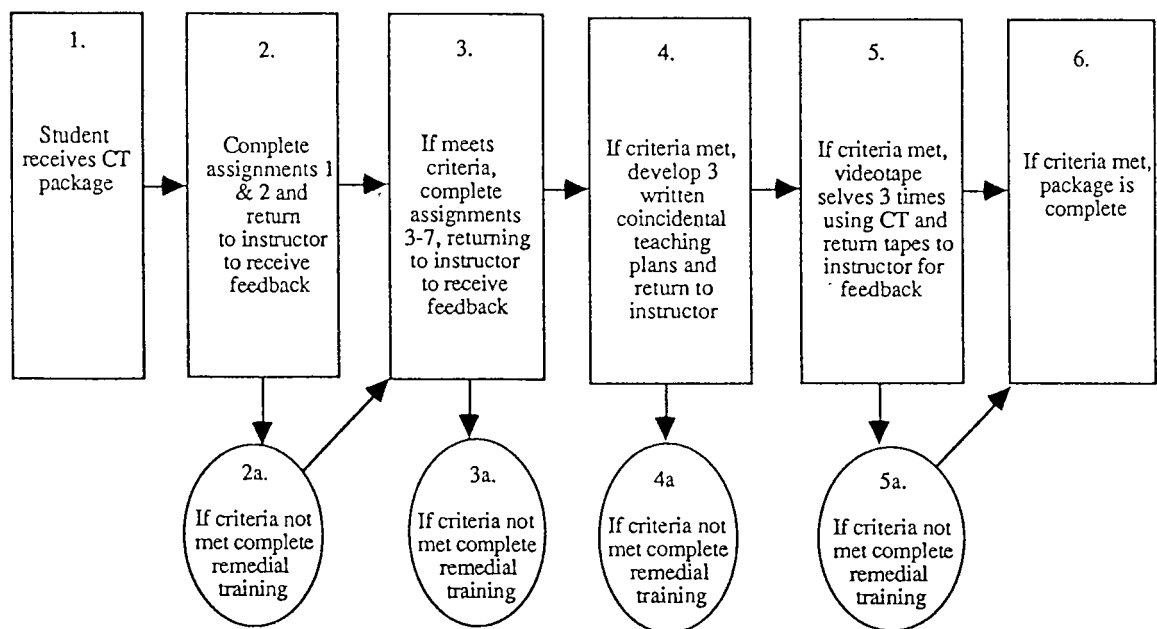 1.
Student
receives CT
package
2.
Complete
assignments 1
& 2 and
return
to instructor
to receive
feedback
3.
If meets
criteria,
complete
assignments
3-7, returning
to instructor
to receive
feedback
4.
If criteria met,
develop 3
written
coincidental
teaching
plans and
return to
instructor
5.
If criteria met,
videotape
selves 3 times
using CT and
return tapes to
instructor for
feedback
6.
If criteria met,
package is
complete
2a.
If criteria not
met complete
remedial
training
3a.
If criteria not
met complete
remedial
training
4a
If criteria not
met complete
remedial
training
5a.
If criteria not
met complete
remedial
training